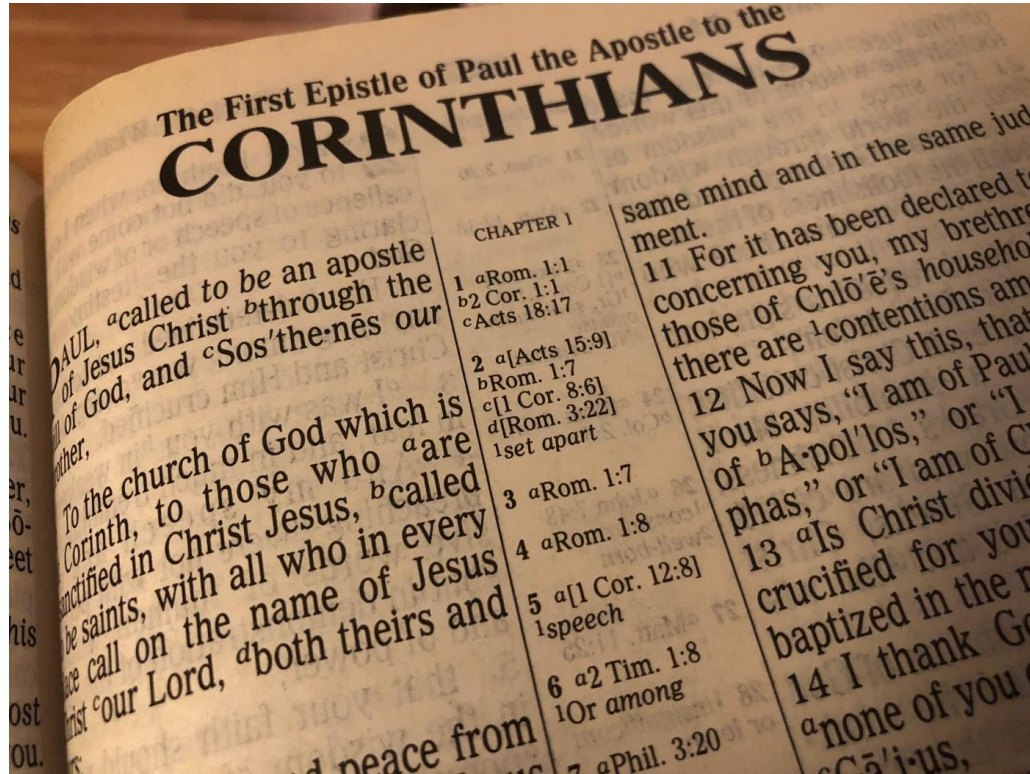 The First Epistle of Paul the Apostle to the
CORINTHIANS
PAUL, ᵃcalled to be an apostle
of Jesus Christ ᵇthrough the
of God, and ᶜSos'the·nēs our
To the church of God which is
Corinth, to those who ᵃare
in Christ Jesus, ᵇcalled
be saints, with all who in every
call on the name of Jesus
ᶜour Lord, ᵈboth theirs and
peace from
CHAPTER 1
1 ᵃRom. 1:1
ᵇ2 Cor. 1:1
ᶜActs 18:17
2 ᵃ[Acts 15:9]
ᵇRom. 1:7
ᶜ[1 Cor. 8:6]
ᵈ[Rom. 3:22]
¹set apart
3 ᵃRom. 1:7
4 ᵃRom. 1:8
5 ᵃ[1 Cor. 12:8]
¹speech
6 ᵃ2 Tim. 1:8
¹Or among
7 ᵃPhil. 3:20
same mind and in the same jud
ment.
11 For it has been declared to
concerning you, my brethr
those of Chlō'ē's househo
there are ¹contentions am
12 Now I say this, that
you says, “I am of Paul
of ᵇA·pol'los,” or “I
phas,” or “I am of C
13 ᵃIs Christ divid
crucified for you
baptized in the n
14 I thank Go
ᵃnone of you